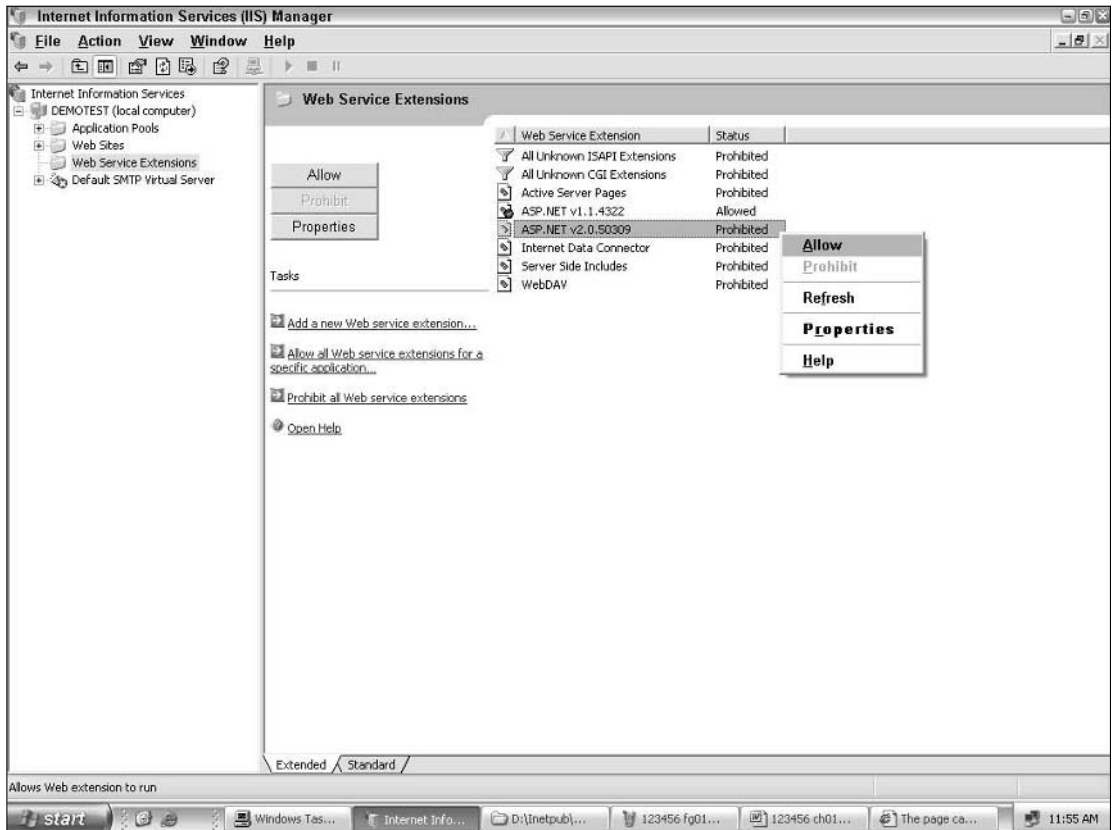 Internet Information Services (IIS) Manager
File Action View Window Help
Internet Information Services
DEMOTEST (local computer)
Application Pools
Web Sites
Web Service Extensions
Default SMTP Virtual Server
Web Service Extensions
Allow
Prohibit
Properties
Tasks
Add a new Web service extension...
Allow all Web service extensions for a
specific application...
Prohibit all Web service extensions
Open Help
Web Service Extension Status
All Unknown ISAPI Extensions Prohibited
All Unknown CGI Extensions Prohibited
Active Server Pages Prohibited
ASP.NET v1.1.4322 Allowed
ASP.NET v2.0.50309 Prohibited
Internet Data Connector Prohibited
Server Side Includes Prohibited
WebDAV Prohibited
Allow
Prohibit
Refresh
Properties
Help
Extended Standard
Allows Web extension to run
start Windows Tas... Internet Info... D:\Inetpub\... 123456 fg01... 123456 ch01... The page ca... 11:55 AM